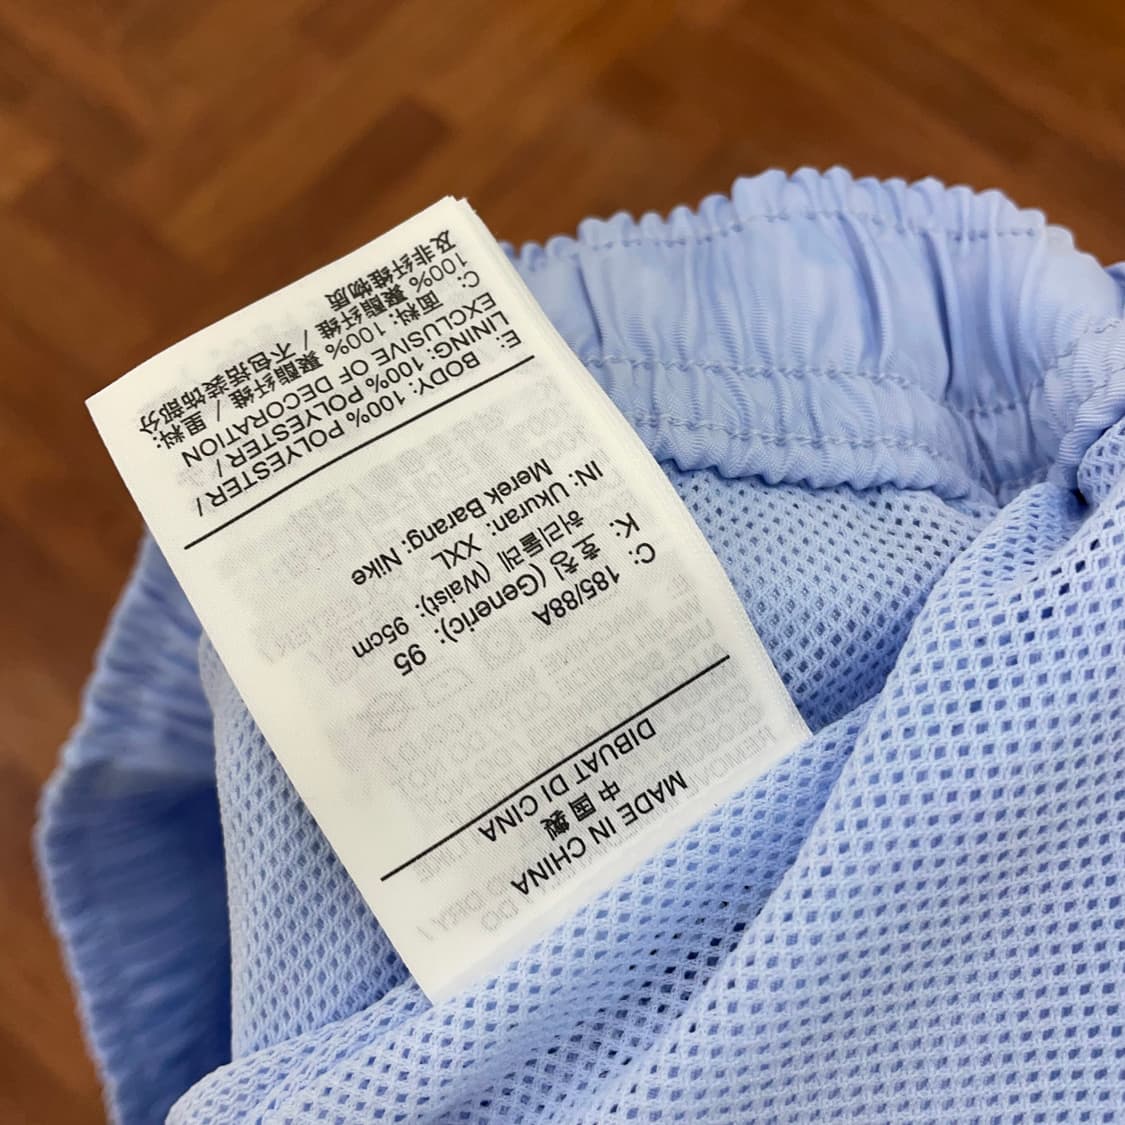 MADE IN CHINA
中国製
DIBUAT DI CINA
C: 185/88A
K: 호칭 (Generic): 95
허리둘레 (Waist): 95cm
IN: Ukuran: XXL
Merek Barang: Nike
E: BODY: 100% POLYESTER /
LINING: 100% POLYESTER /
EXCLUSIVE OF DECORATION
C: 面料: 100% 聚酯纤维 / 里料:
100% 聚酯纤维 / 不包括装饰部分
及非纤维物质